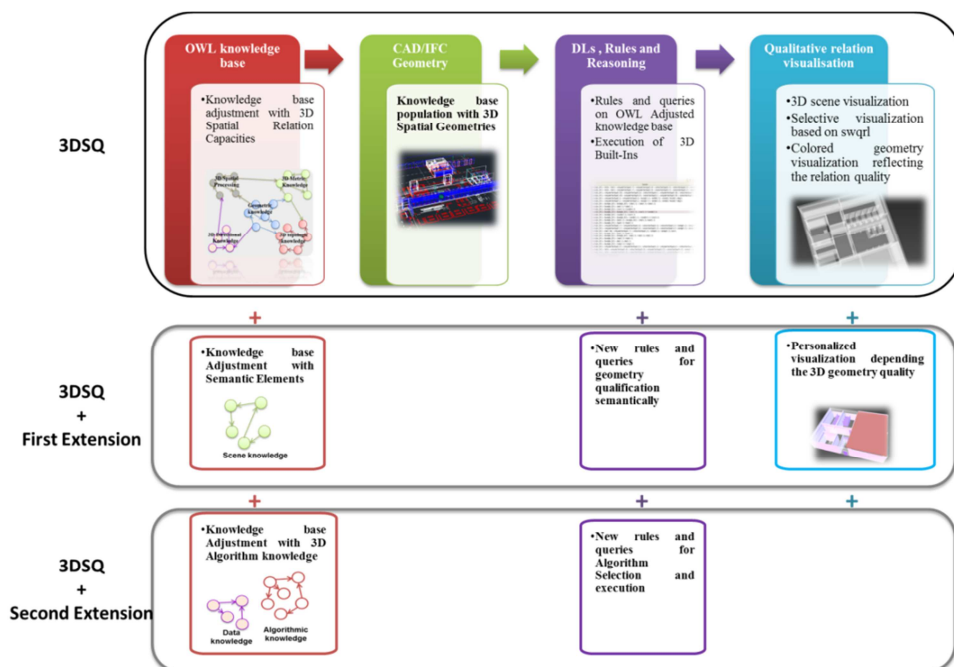 OWL knowledge
base
CAD/IFC
Geometry
DLs , Rules and
Reasoning
Qualitative relation
visualisation
3DSQ
•Knowledge base
adjustment with 3D
Spatial Relation
Capacities
3D Spatial
Processing
Geometric
knowledge
Knowledge base
population with 3D
Spatial Geometries
•Rules and queries
on OWL Adjusted
knowledge base
•Execution of 3D
Built-Ins
•3D scene visualization
•Selective visualization
based on swqrl
•Colored geometry
visualization reflecting
the relation quality
+
+
+
3DSQ
+
First Extension
•Knowledge base
Adjustment with
Semantic Elements
Scene knowledge
•New rules and
queries for
geometry
qualification
semantically
•Personalized
visualization depending
the 3D geometry quality
+
+
+
3DSQ
+
Second Extension
•Knowledge base
Adjustment with 3D
Algorithm knowledge
Data
knowledge
Algorithmic
knowledge
•New rules and
queries for
Algorithm
Selection and
execution